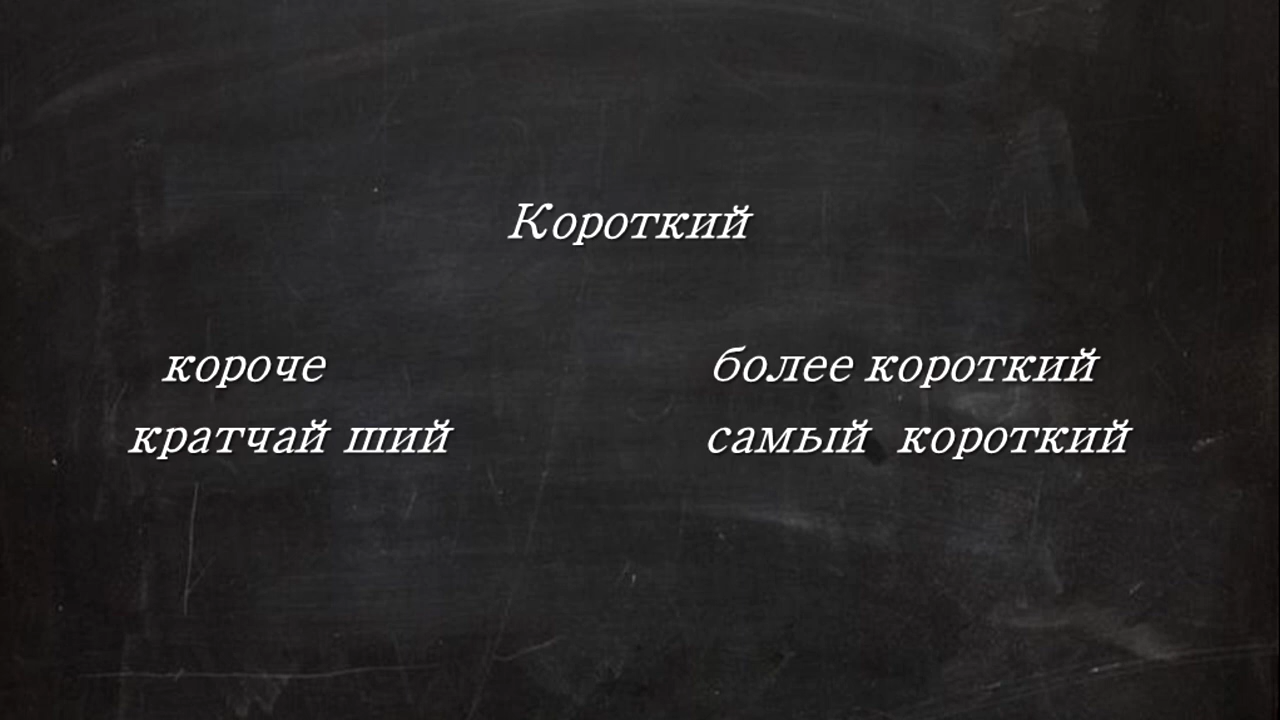 Короткий
короче
более короткий
кратчай ший
самый короткий